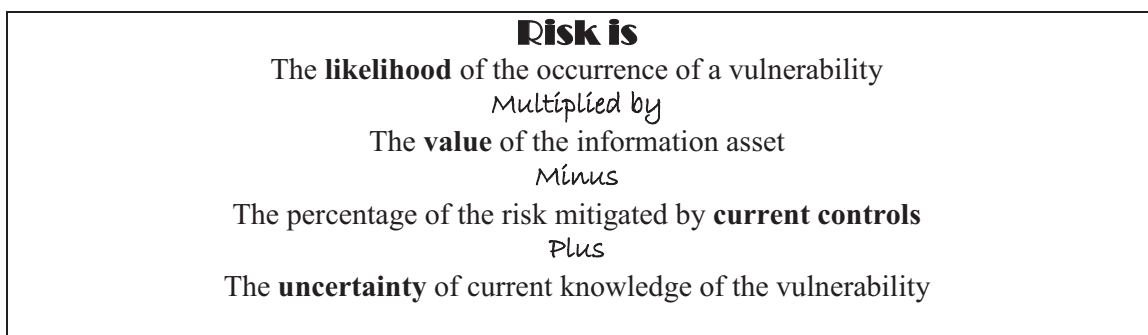 Risk is
The likelihood of the occurrence of a vulnerability
Multiplied by
The value of the information asset
Minus
The percentage of the risk mitigated by current controls
Plus
The uncertainty of current knowledge of the vulnerability